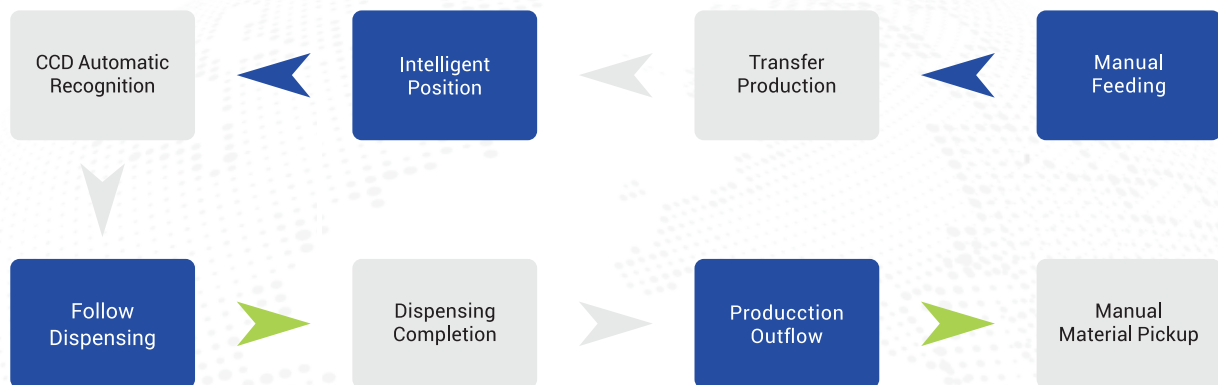 CCD Automatic
Recognition
Intelligent
Position
Transfer
Production
Manual
Feeding
Follow
Dispensing
Dispensing
Completion
Producction
Outflow
Manual
Material Pickup